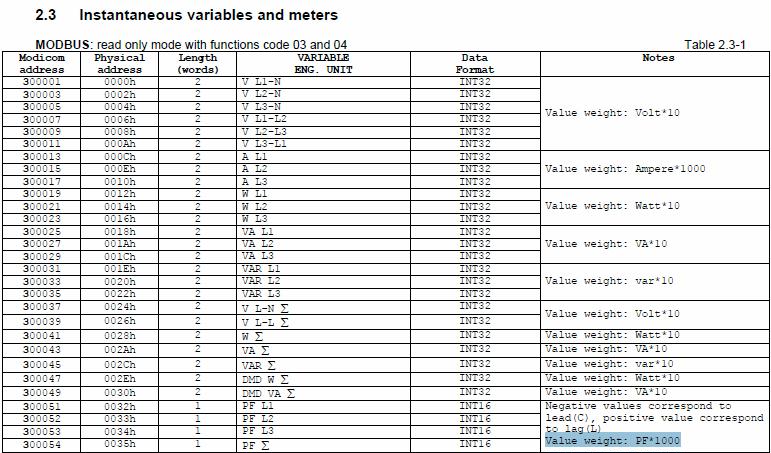 2.3 Instantaneous variables and meters
MODBUS: read only mode with functions code 03 and 04 Table 2.3-1
Modicom address Physical address Length (words) VARIABLE ENG. UNIT Data Format Notes
300001 0000h 2 V L1-N INT32
300003 0002h 2 V L2-N INT32
300005 0004h 2 V L3-N INT32
300007 0006h 2 V L1-L2 INT32 Value weight: Volt*10
300009 0008h 2 V L2-L3 INT32
300011 000Ah 2 V L3-L1 INT32
300013 000Ch 2 A L1 INT32
300015 000Eh 2 A L2 INT32 Value weight: Ampere*1000
300017 0010h 2 A L3 INT32
300019 0012h 2 W L1 INT32
300021 0014h 2 W L2 INT32 Value weight: Watt*10
300023 0016h 2 W L3 INT32
300025 0018h 2 VA L1 INT32
300027 001Ah 2 VA L2 INT32 Value weight: VA*10
300029 001Ch 2 VA L3 INT32
300031 001Eh 2 VAR L1 INT32
300033 0020h 2 VAR L2 INT32 Value weight: var*10
300035 0022h 2 VAR L3 INT32
300037 0024h 2 V L-N Σ INT32 Value weight: Volt*10
300039 0026h 2 V L-L Σ INT32
300041 0028h 2 W Σ INT32 Value weight: Watt*10
300043 002Ah 2 VA Σ INT32 Value weight: VA*10
300045 002Ch 2 VAR Σ INT32 Value weight: var*10
300047 002Eh 2 DMD W Σ INT32 Value weight: Watt*10
300049 0030h 2 DMD VA Σ INT32 Value weight: VA*10
300051 0032h 1 PF L1 INT16 Negative values correspond to
300052 0033h 1 PF L2 INT16 lead(C), positive value correspond
300053 0034h 1 PF L3 INT16 to lag(L)
300054 0035h 1 PF Σ INT16 Value weight: PF*1000